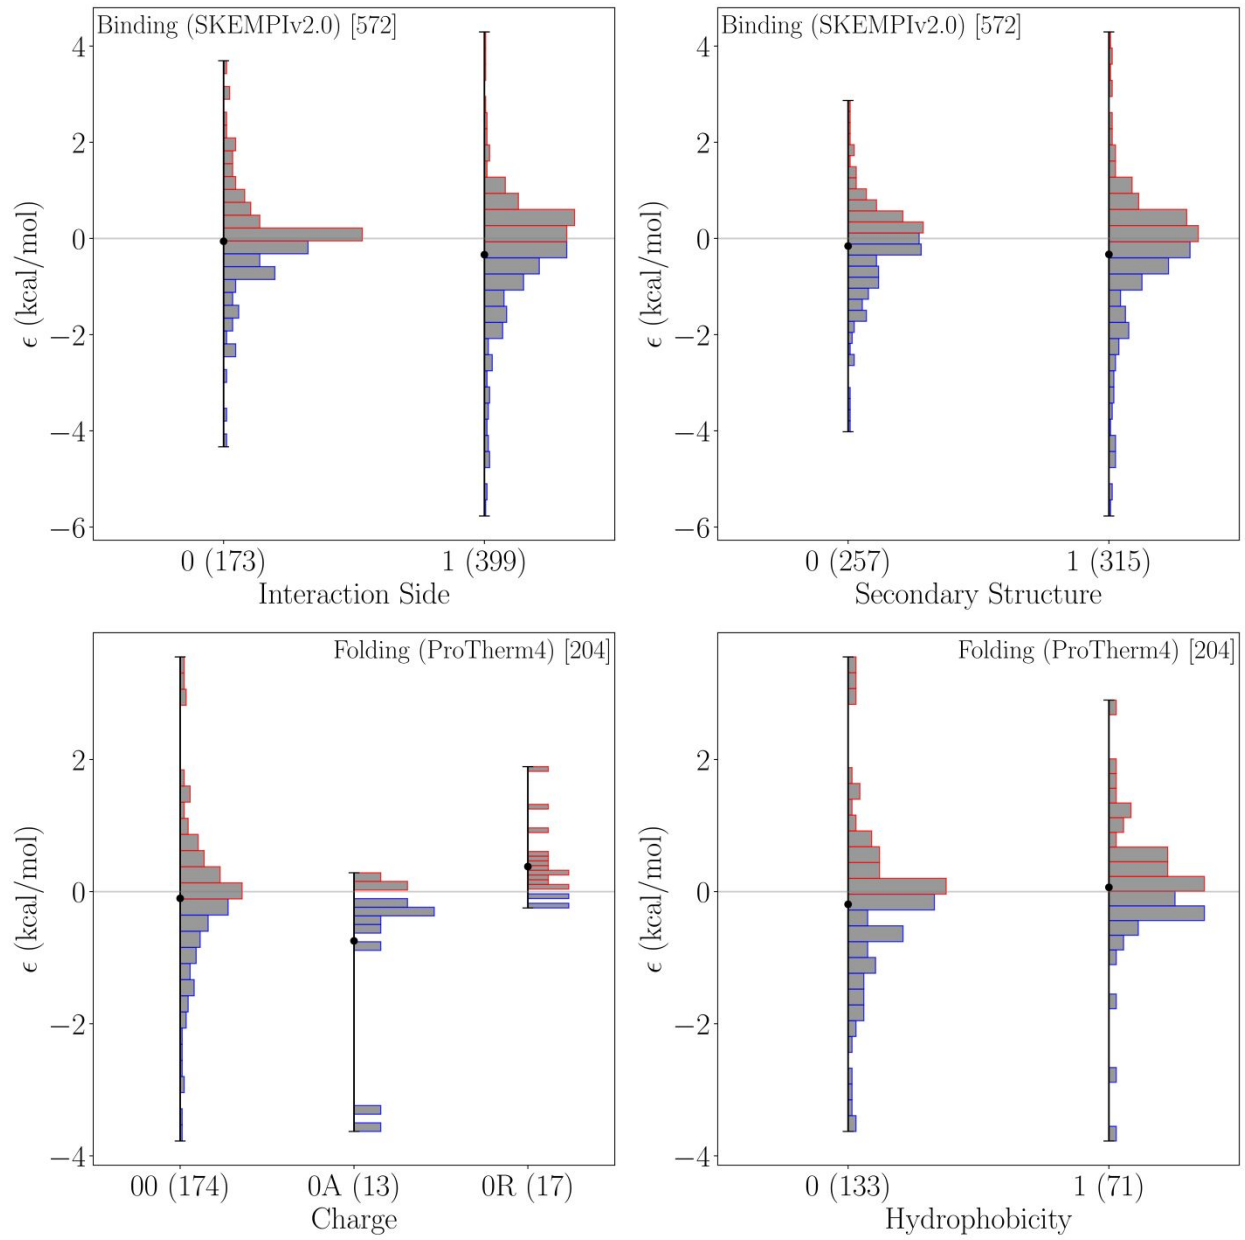 Binding (SKEMPIv2.0) [572]
4
2
0
−2
−4
−6
ϵ (kcal/mol)
0 (173)
1 (399)
Interaction Side
Binding (SKEMPIv2.0) [572]
4
2
0
−2
−4
−6
ϵ (kcal/mol)
0 (257)
1 (315)
Secondary Structure
Folding (ProTherm4) [204]
2
0
−2
−4
ϵ (kcal/mol)
00 (174)
0A (13)
0R (17)
Charge
Folding (ProTherm4) [204]
2
0
−2
−4
ϵ (kcal/mol)
0 (133)
1 (71)
Hydrophobicity